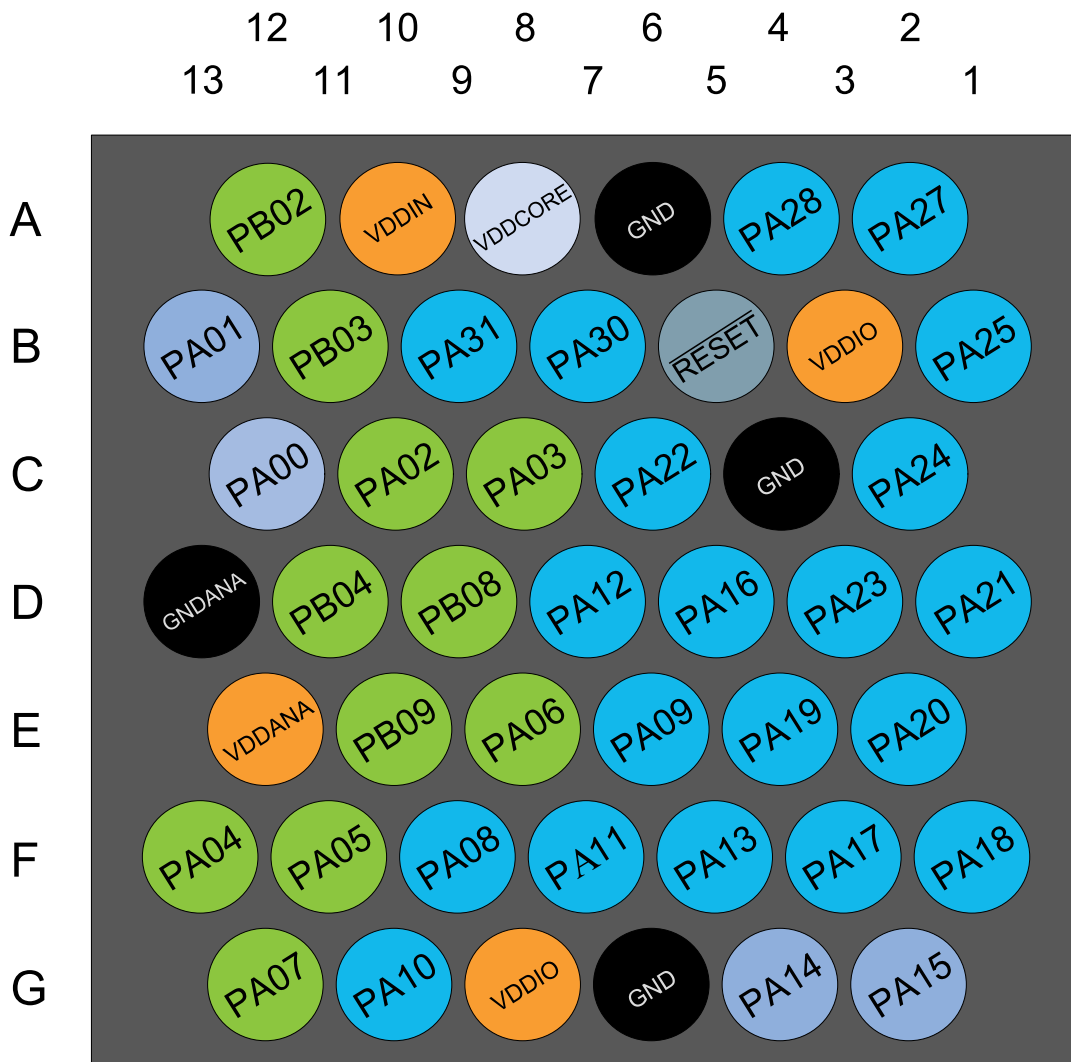 12 10 8 6 4 2
13 11 9 7 5 3 1
A PB02 VDDIN VDDCORE GND PA28 PA27
B PA01 PB03 PA31 PA30 RESET VDDIO PA25
C PA00 PA02 PA03 PA22 GND PA24
D GNDANA PB04 PB08 PA12 PA16 PA23 PA21
E VDDANA PB09 PA06 PA09 PA19 PA20
F PA04 PA05 PA08 PA11 PA13 PA17 PA18
G PA07 PA10 VDDIO GND PA14 PA15